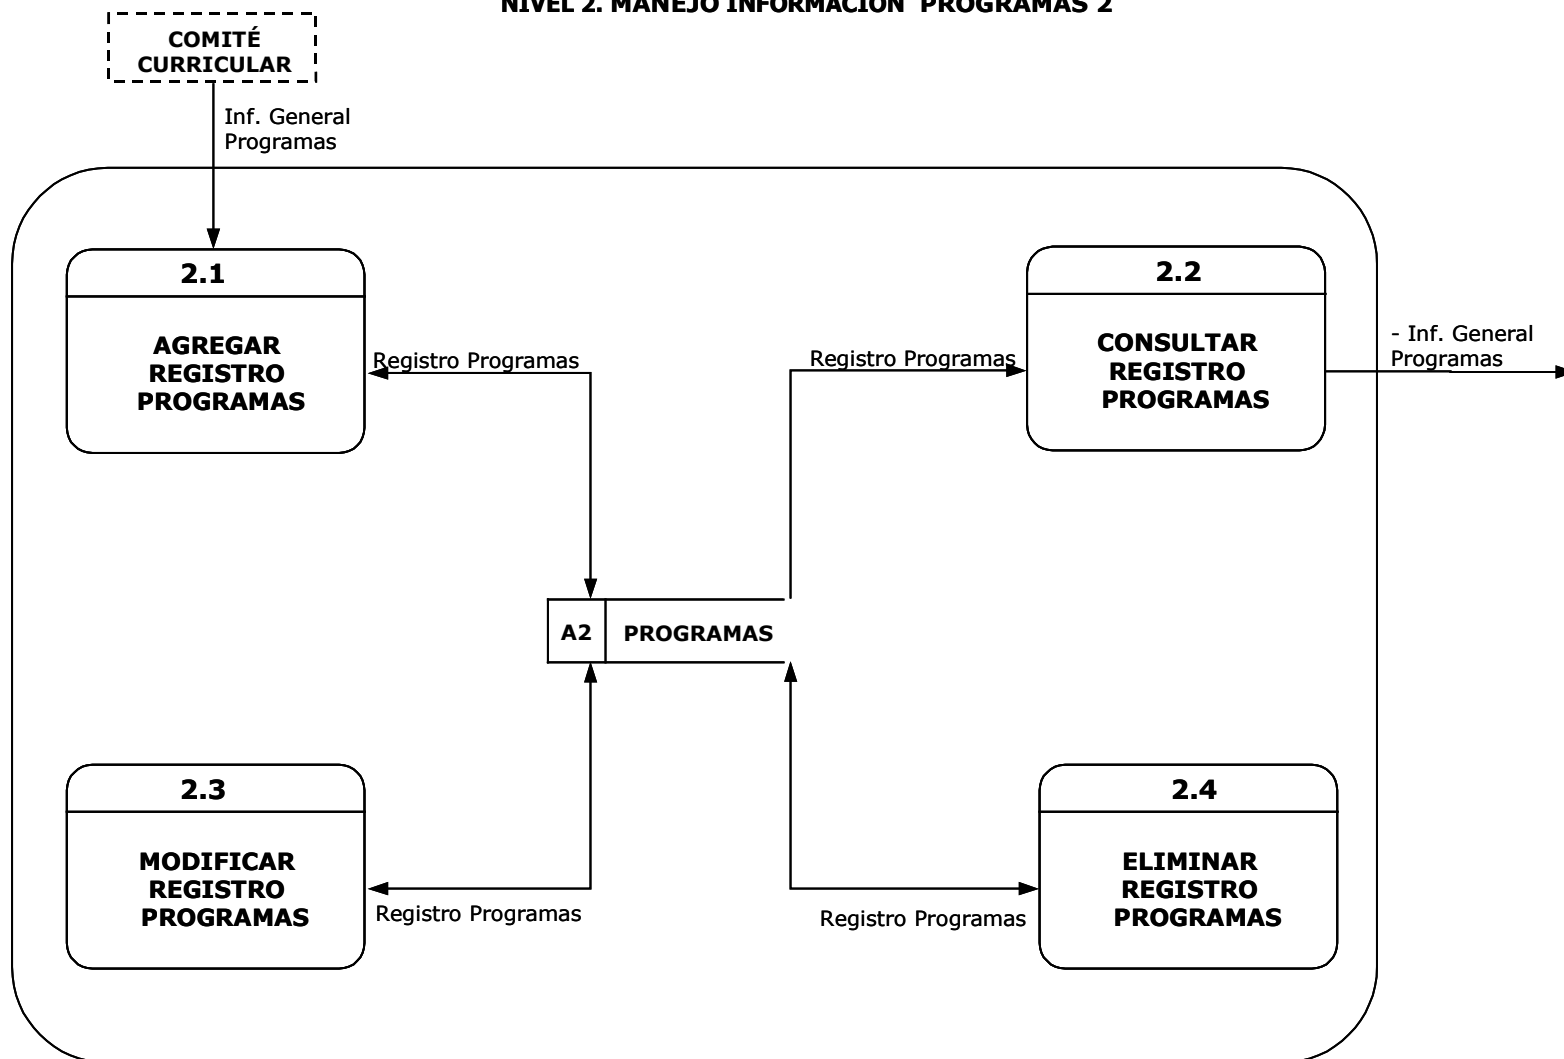 NIVEL 2. MANEJO INFORMACIÓN PROGRAMAS 2
COMITÉ
CURRICULAR
Inf. General
Programas
2.1
AGREGAR
REGISTRO
PROGRAMAS
Registro Programas
Registro Programas
2.2
CONSULTAR
REGISTRO
PROGRAMAS
- Inf. General
Programas
A2
PROGRAMAS
2.3
MODIFICAR
REGISTRO
PROGRAMAS
Registro Programas
Registro Programas
2.4
ELIMINAR
REGISTRO
PROGRAMAS